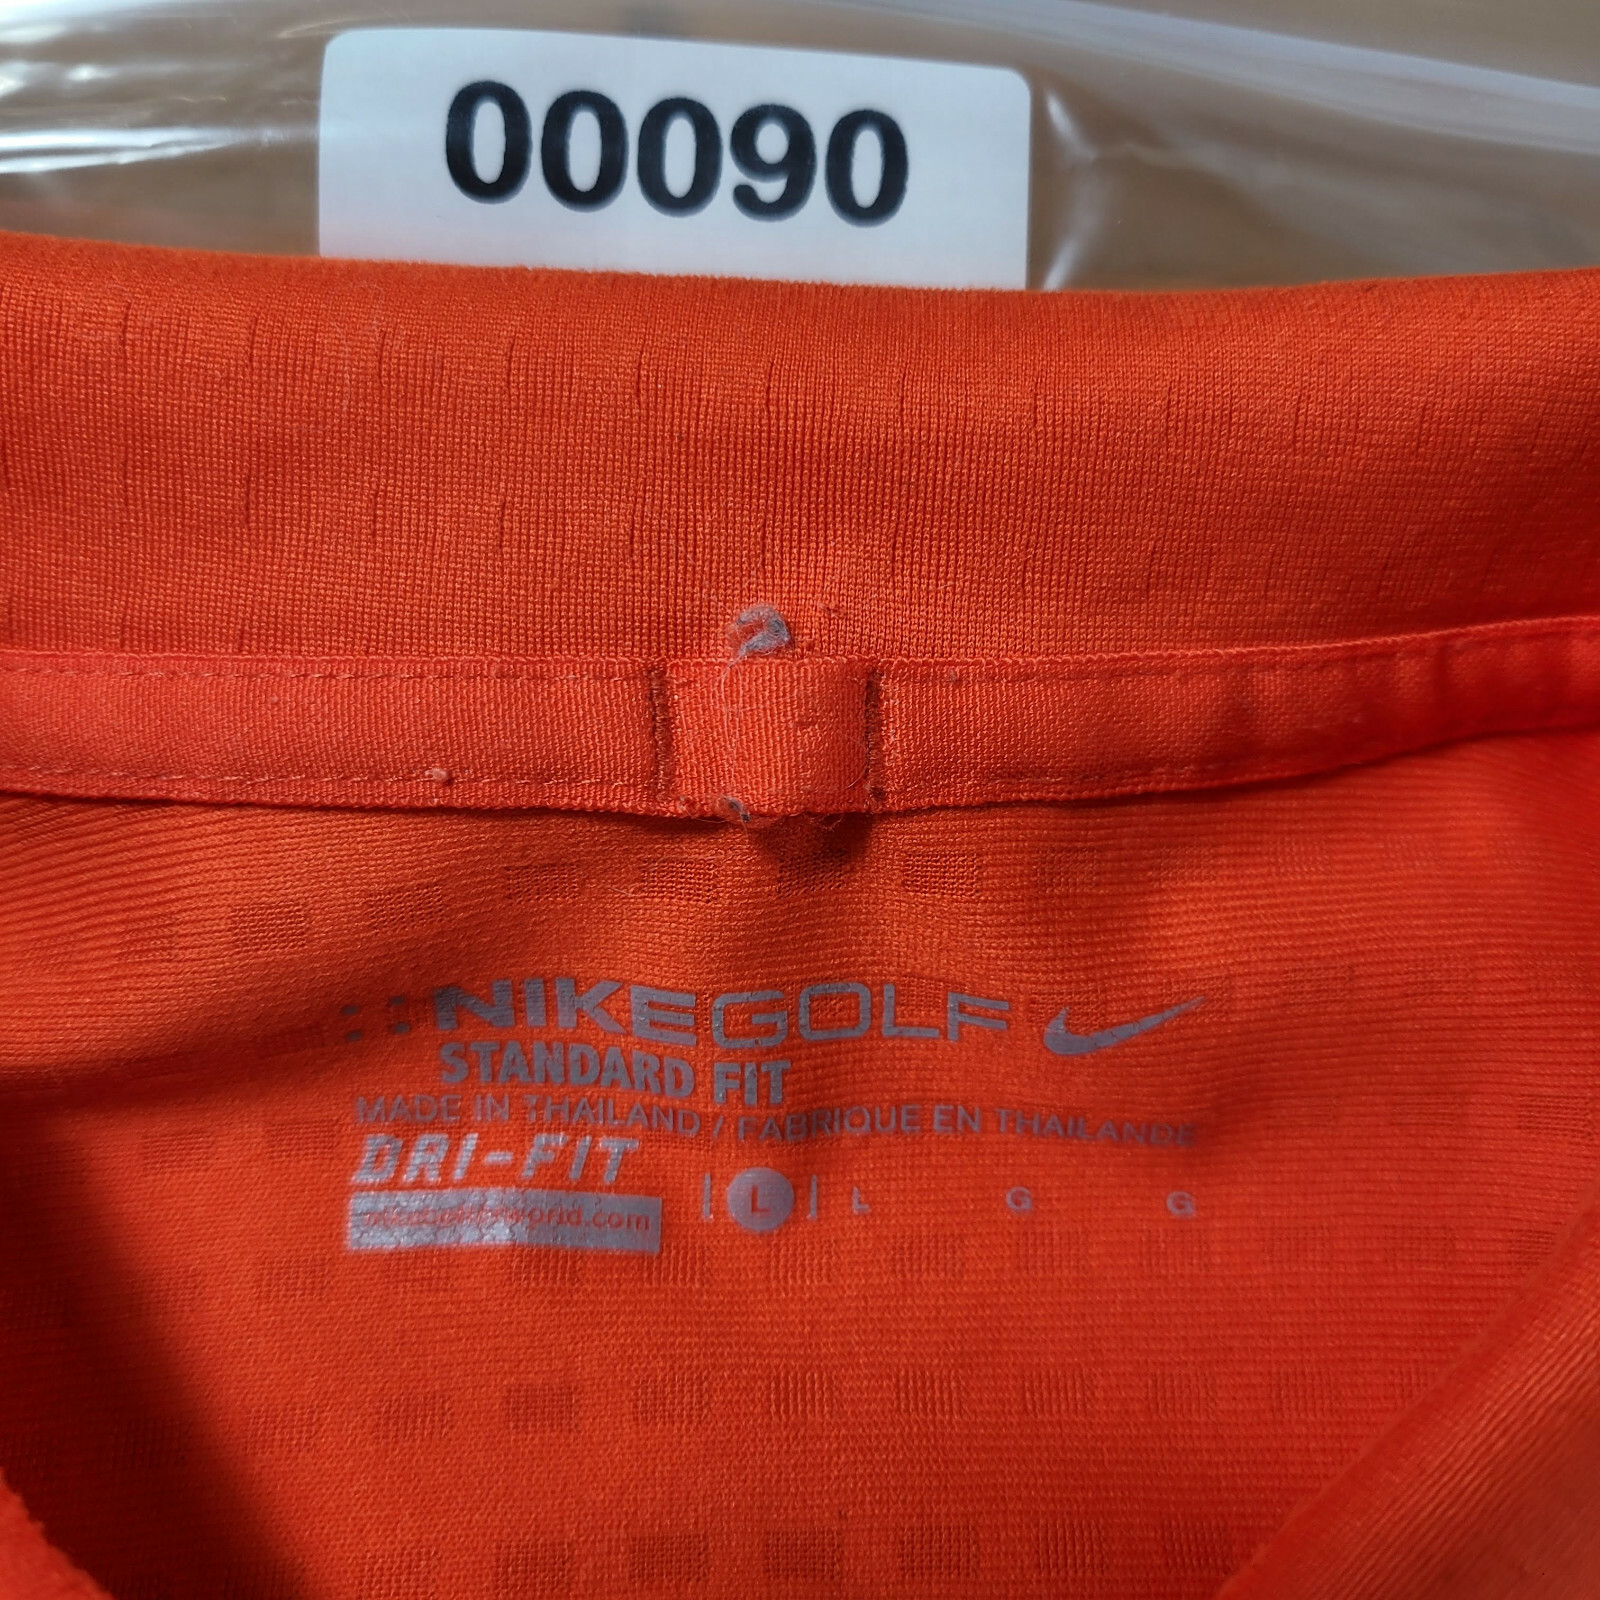 00090
NIKEGOLF
STANDARD FIT
MADE IN THAILAND / FABRIQUE EN THAILANDE
DRI-FIT
L L G G